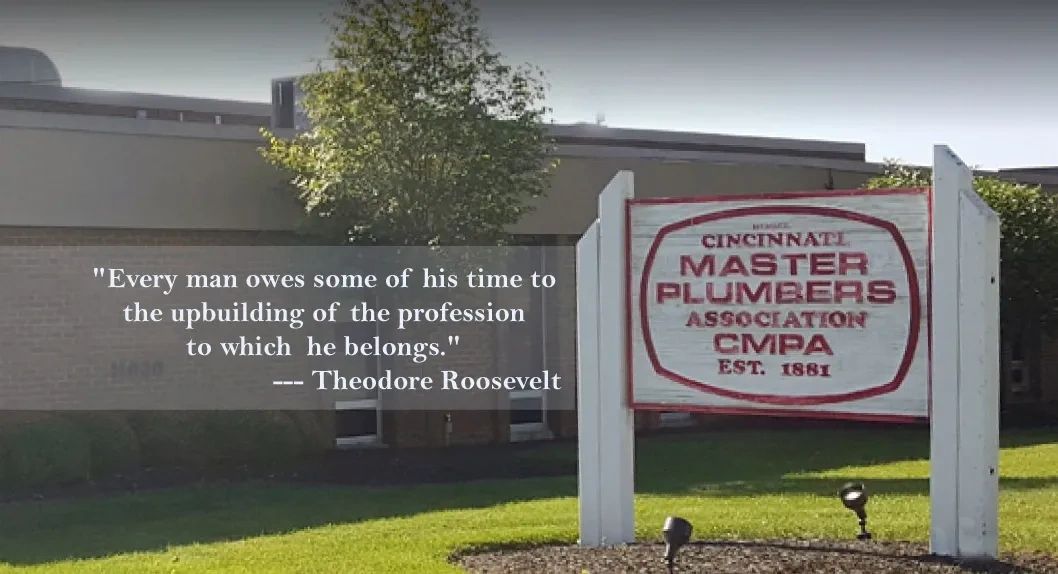 "Every man owes some of his time to
the upbuilding of the profession
to which he belongs."
--- Theodore Roosevelt
CINCINNATI
MASTER
PLUMBERS
ASSOCIATION
CMPA
EST. 1881